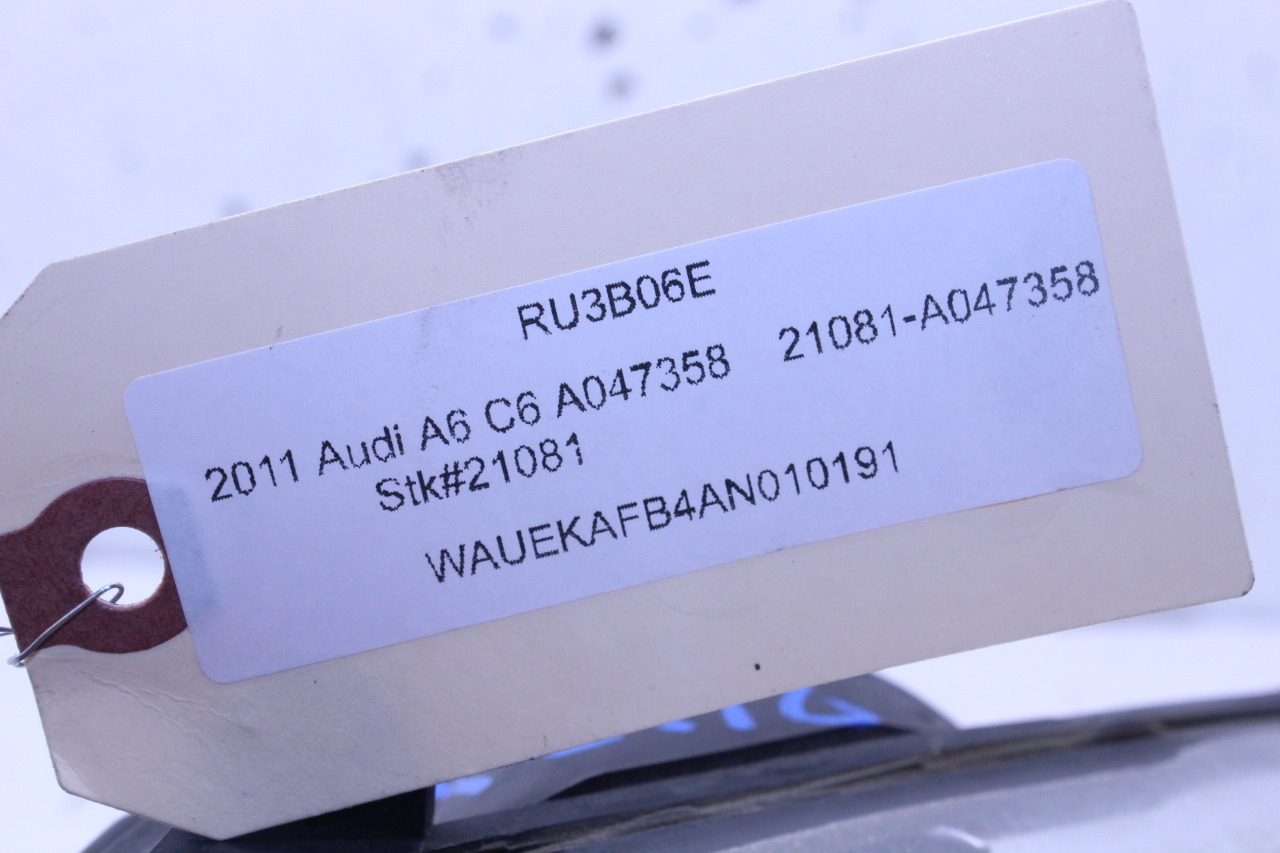 RU3B06E
2011 Audi A6 C6 A047358 21081-A047358
Stk#21081
WAUEKAFB4AN010191